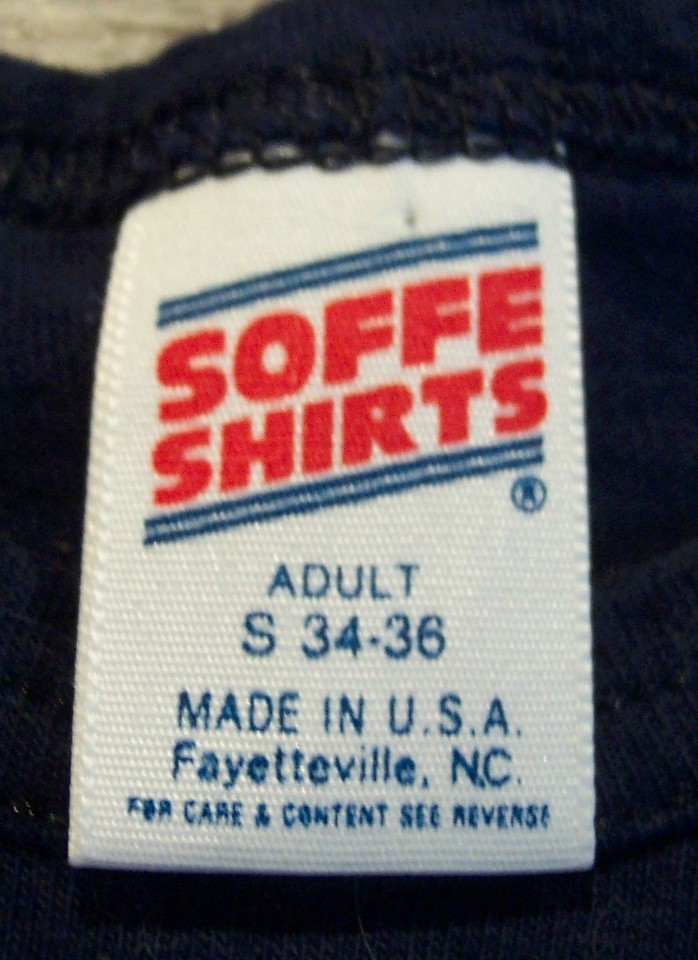 SOFFE
SHIRTS
®
ADULT
S 34-36
MADE IN U.S.A.
Fayetteville, N.C.
FOR CARE & CONTENT SEE REVERSE